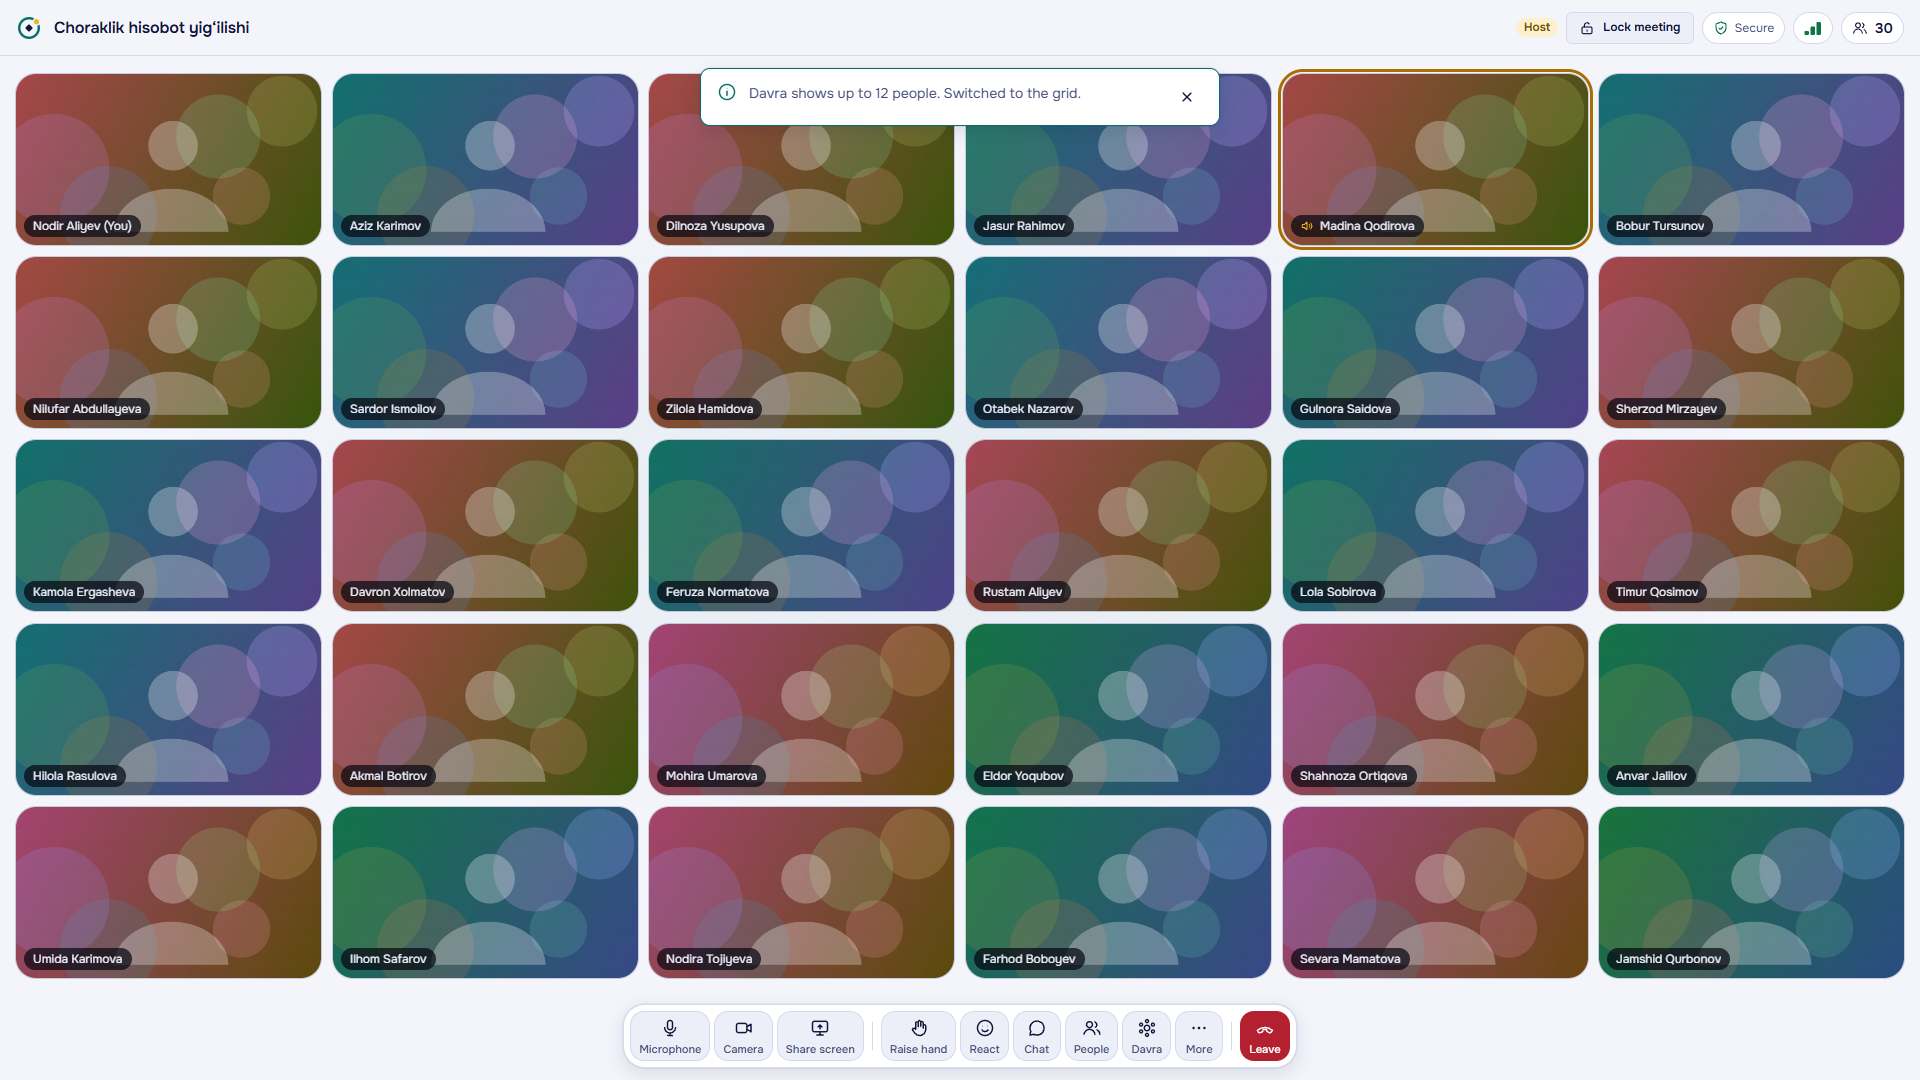 Choraklik hisobot yig‘ilishi
Host
Lock meeting
Secure
30
Davra shows up to 12 people. Switched to the grid.
Nodir Aliyev (You)
Aziz Karimov
Dilnoza Yusupova
Jasur Rahimov
Madina Qodirova
Bobur Tursunov
Nilufar Abdullayeva
Sardor Ismoilov
Zilola Hamidova
Otabek Nazarov
Gulnora Saidova
Sherzod Mirzayev
Kamola Ergasheva
Davron Xolmatov
Feruza Normatova
Rustam Aliyev
Lola Sobirova
Timur Qosimov
Hilola Rasulova
Akmal Botirov
Mohira Umarova
Eldor Yoqubov
Shahnoza Ortiqova
Anvar Jalilov
Umida Karimova
Ilhom Safarov
Nodira Tojiyeva
Farhod Boboyev
Sevara Mamatova
Jamshid Qurbonov
Microphone
Camera
Share screen
Raise hand
React
Chat
People
Davra
More
Leave